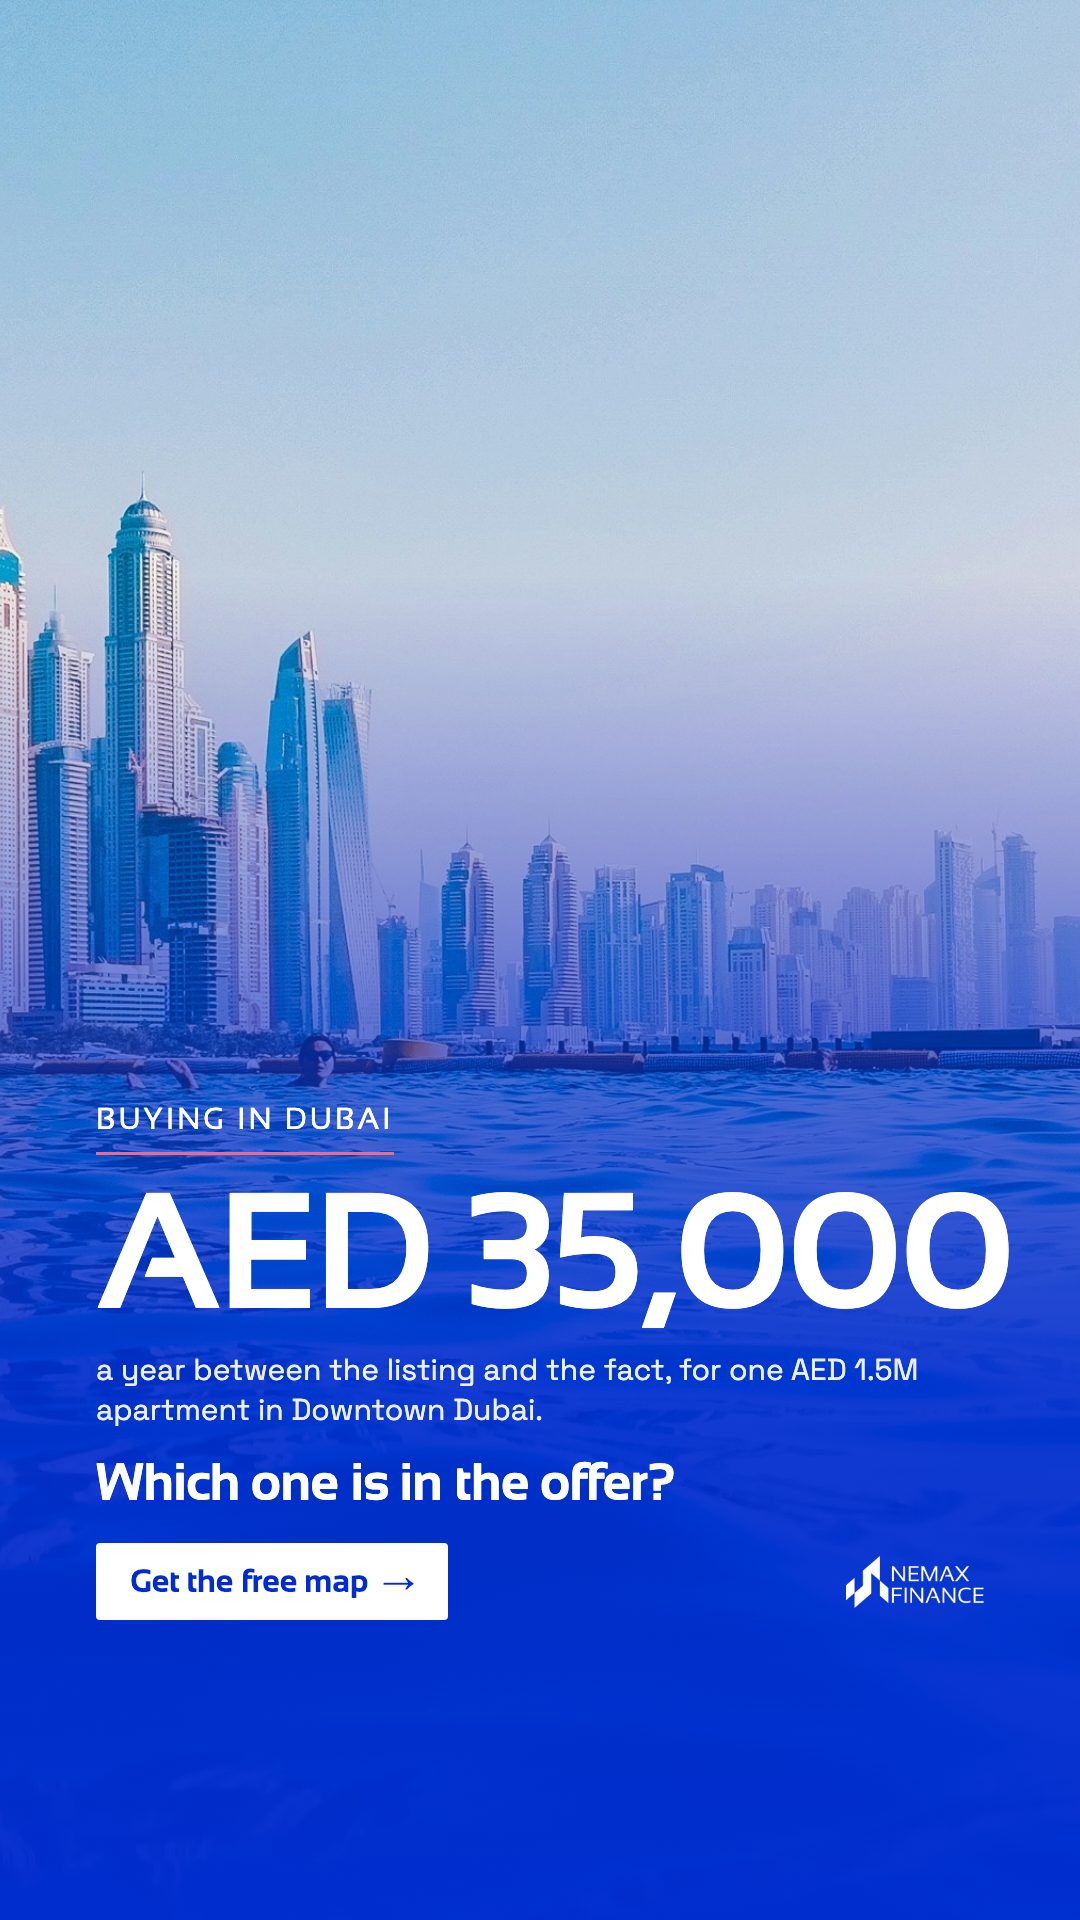 BUYING IN DUBAI
AED 35,000
a year between the listing and the fact, for one AED 1.5M
apartment in Downtown Dubai.
Which one is in the offer?
Get the free map →
NEMAX
FINANCE